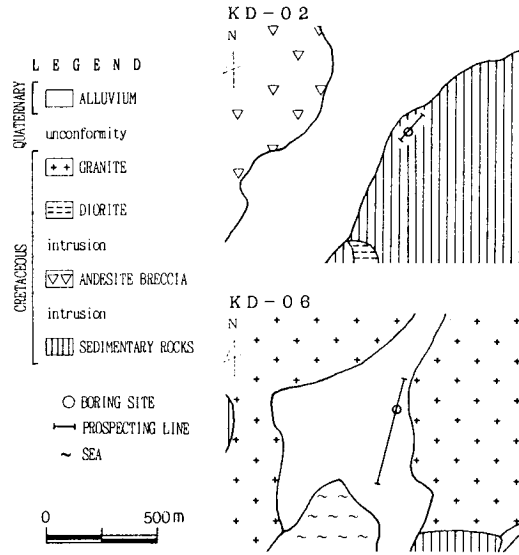 LEGEND
QUATERNARY
ALLUVIUM
unconformity
CRETACEOUS
GRANITE
DIORITE
intrusion
ANDESITE BRECCIA
intrusion
SEDIMENTARY ROCKS
BORING SITE
PROSPECTING LINE
SEA
0 500m
KD-02
N
KD-06
N